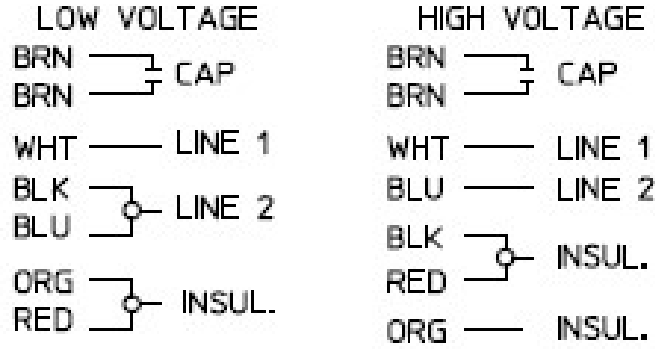 LOW VOLTAGE
BRN
BRN
CAP
WHT
LINE 1
BLK
BLU
LINE 2
ORG
RED
INSUL.
HIGH VOLTAGE
BRN
BRN
CAP
WHT
LINE 1
BLU
LINE 2
BLK
RED
INSUL.
ORG
INSUL.